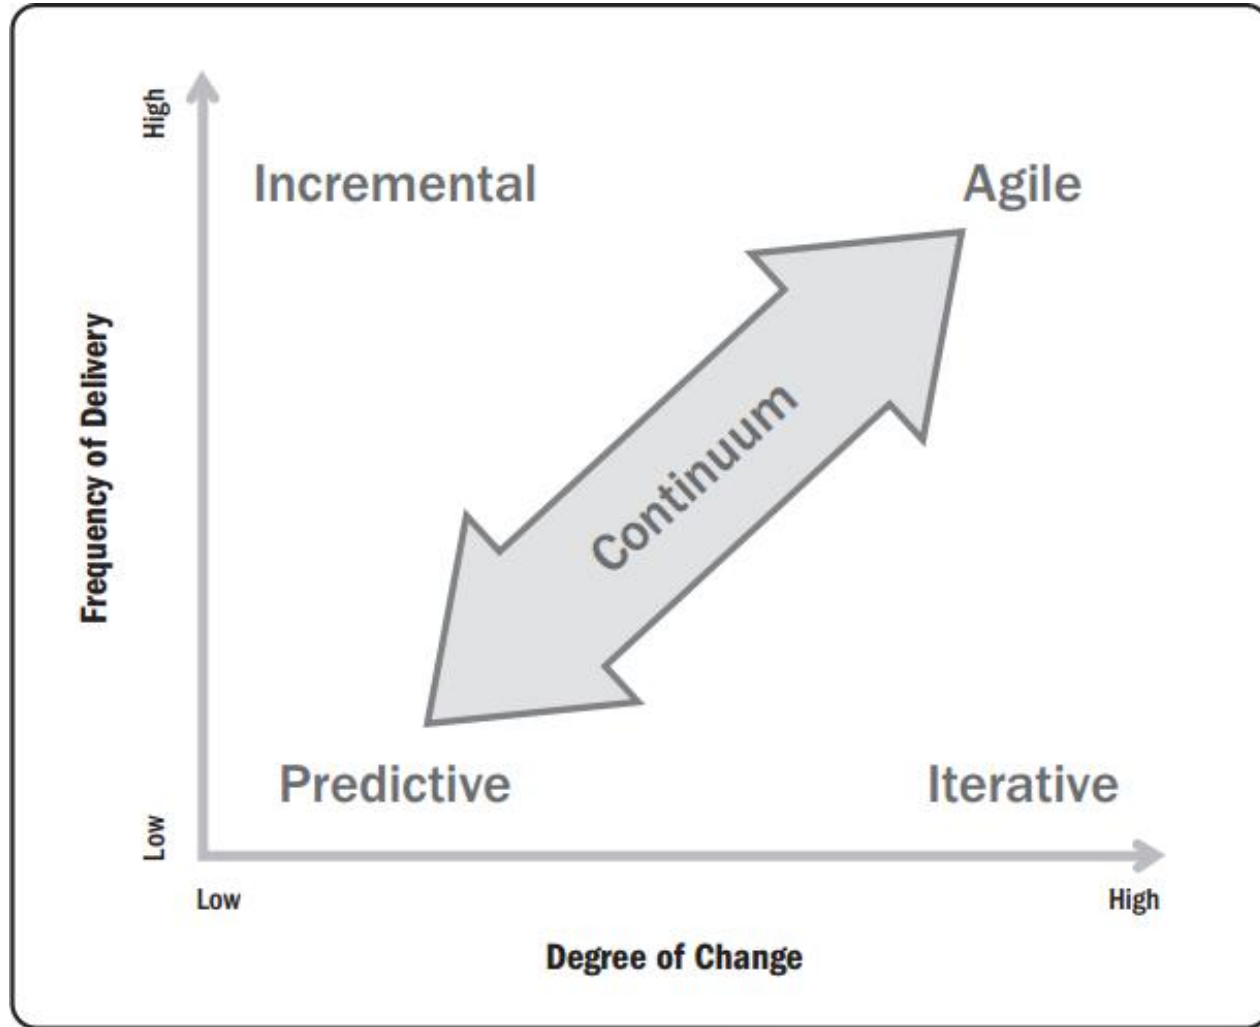 High
Incremental
Agile
Frequency of Delivery
Continuum
Predictive
Iterative
Low
Low
High
Degree of Change